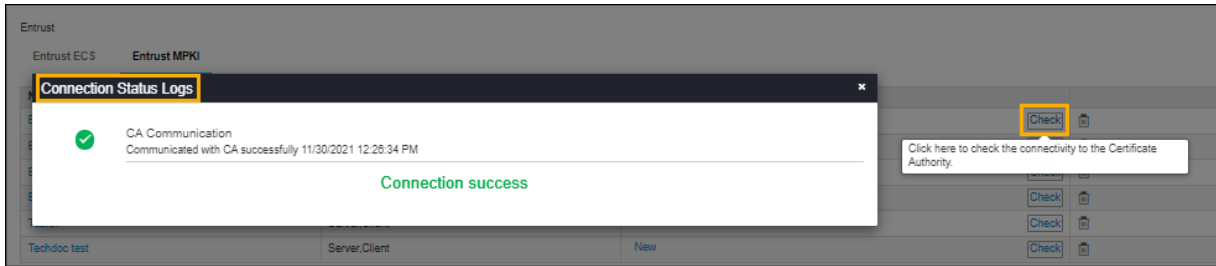 Entrust
Entrust ECS
Entrust MPKI
Connection Status Logs
CA Communication
Communicated with CA successfully 11/30/2021 12:26:34 PM
Connection success
Check
Click here to check the connectivity to the Certificate
Authority.
Check
Check
Check
Techdoc test
Server,Client
New
Check